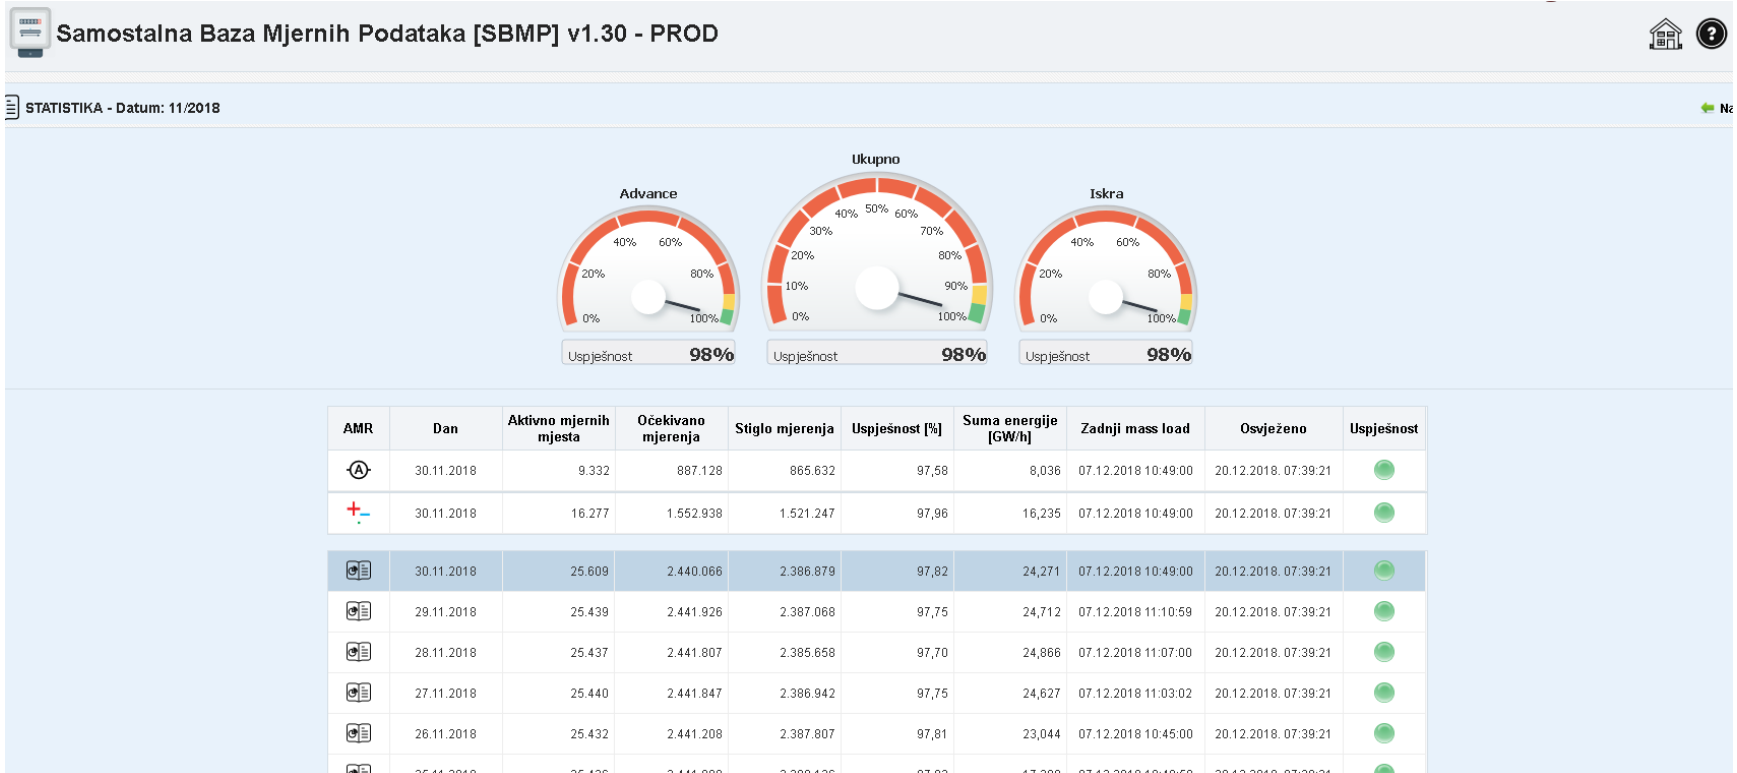 Samostalna Baza Mjernih Podataka [SBMP] v1.30 - PROD
STATISTIKA - Datum: 11/2018
Na
Advance
0% 20% 40% 60% 80% 100%
Uspješnost 98%
Ukupno
0% 10% 20% 30% 40% 50% 60% 70% 80% 90% 100%
Uspješnost 98%
Iskra
0% 20% 40% 60% 80% 100%
Uspješnost 98%
AMR Dan Aktivno mjernih mjesta Očekivano mjerenja Stiglo mjerenja Uspješnost [%] Suma energije [GW/h] Zadnji mass load Osvježeno Uspješnost
A 30.11.2018 9.332 887.128 865.632 97,58 8,036 07.12.2018 10:49:00 20.12.2018. 07:39:21
30.11.2018 16.277 1.552.938 1.521.247 97,96 16,235 07.12.2018 10:49:00 20.12.2018. 07:39:21
30.11.2018 25.609 2.440.066 2.386.879 97,82 24,271 07.12.2018 10:49:00 20.12.2018. 07:39:21
29.11.2018 25.439 2.441.926 2.387.068 97,75 24,712 07.12.2018 11:10:59 20.12.2018. 07:39:21
28.11.2018 25.437 2.441.807 2.385.658 97,70 24,866 07.12.2018 11:07:00 20.12.2018. 07:39:21
27.11.2018 25.440 2.441.847 2.386.942 97,75 24,627 07.12.2018 11:03:02 20.12.2018. 07:39:21
26.11.2018 25.432 2.441.208 2.387.807 97,81 23,044 07.12.2018 10:45:00 20.12.2018. 07:39:21